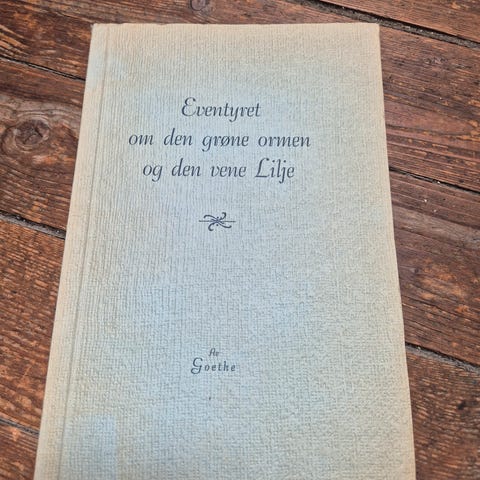 Eventyret
om den grøne ormen
og den vene Lilje
Av
Goethe